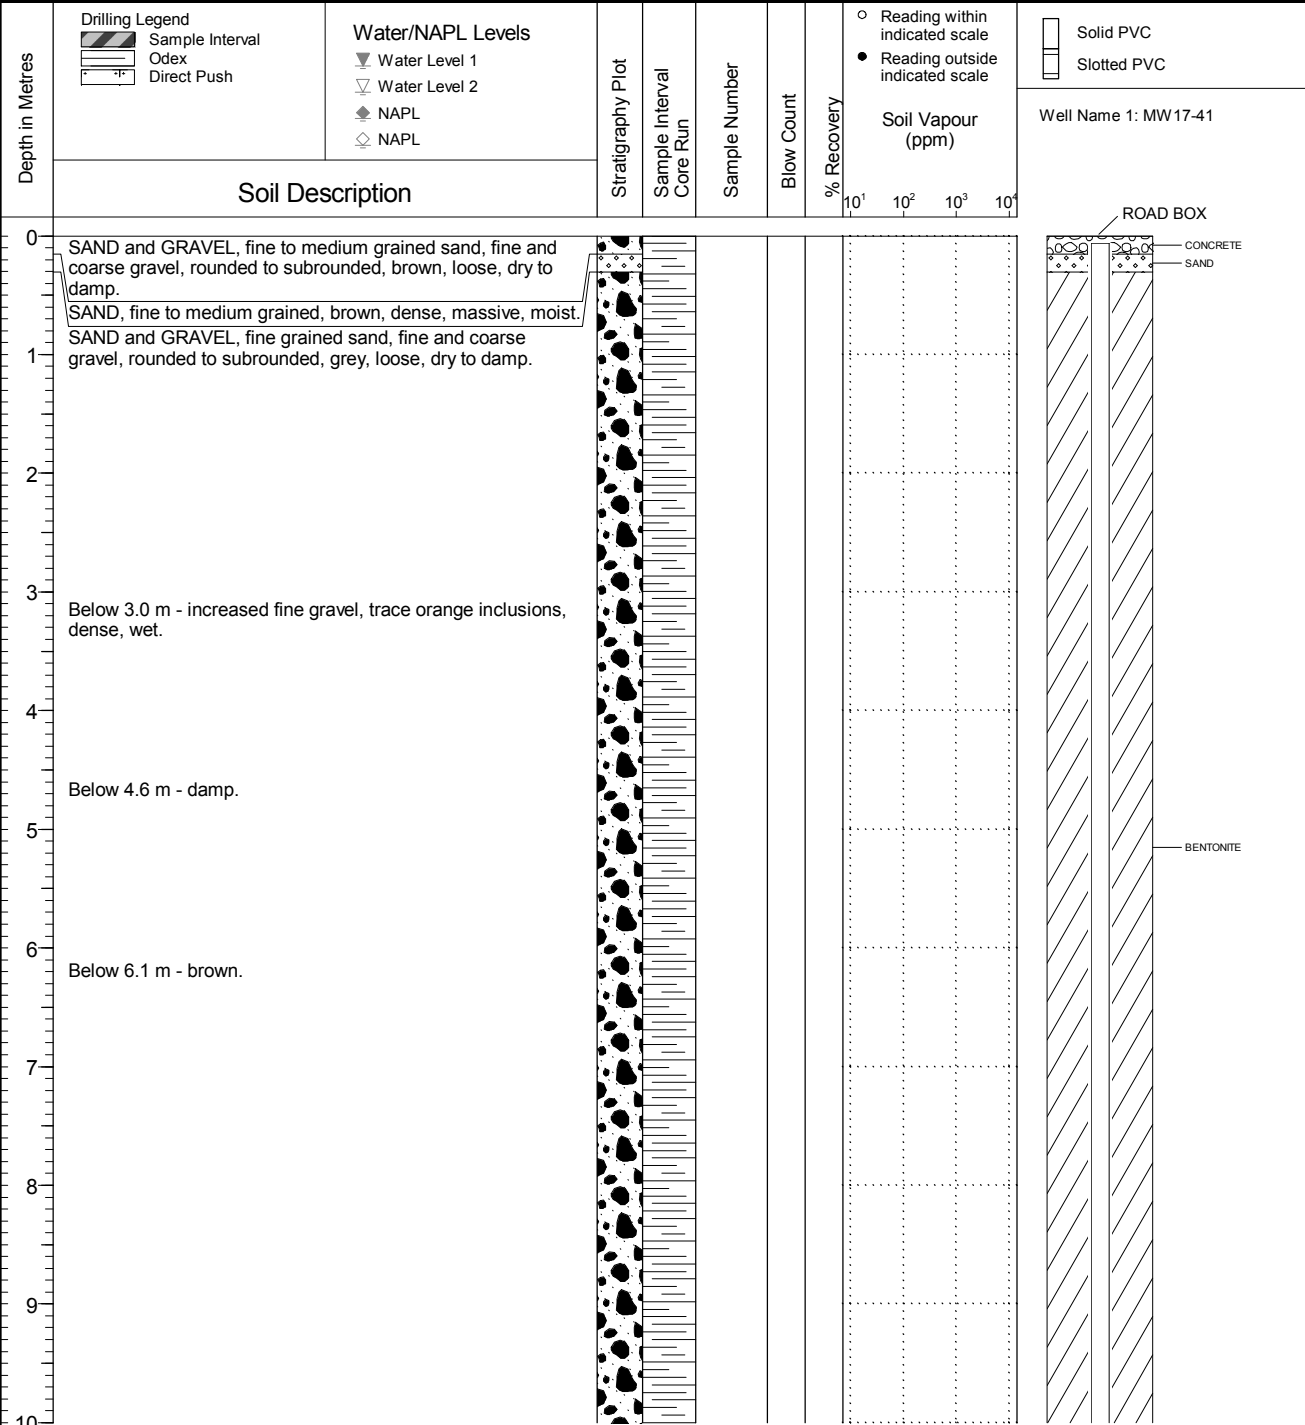 Depth in Metres
Drilling Legend
Sample Interval
Odex
Direct Push
Water/NAPL Levels
Water Level 1
Water Level 2
NAPL
NAPL
Soil Description
Stratigraphy Plot
Sample Interval
Core Run
Sample Number
Blow Count
% Recovery
Reading within
indicated scale
Reading outside
indicated scale
Soil Vapour
(ppm)
10¹ 10² 10³ 10⁴
Solid PVC
Slotted PVC
Well Name 1: MW17-41
ROAD BOX
CONCRETE
SAND
0
SAND and GRAVEL, fine to medium grained sand, fine and
coarse gravel, rounded to subrounded, brown, loose, dry to
damp.
SAND, fine to medium grained, brown, dense, massive, moist.
SAND and GRAVEL, fine grained sand, fine and coarse
gravel, rounded to subrounded, grey, loose, dry to damp.
1
2
3
Below 3.0 m - increased fine gravel, trace orange inclusions,
dense, wet.
4
Below 4.6 m - damp.
5
BENTONITE
6
Below 6.1 m - brown.
7
8
9
10